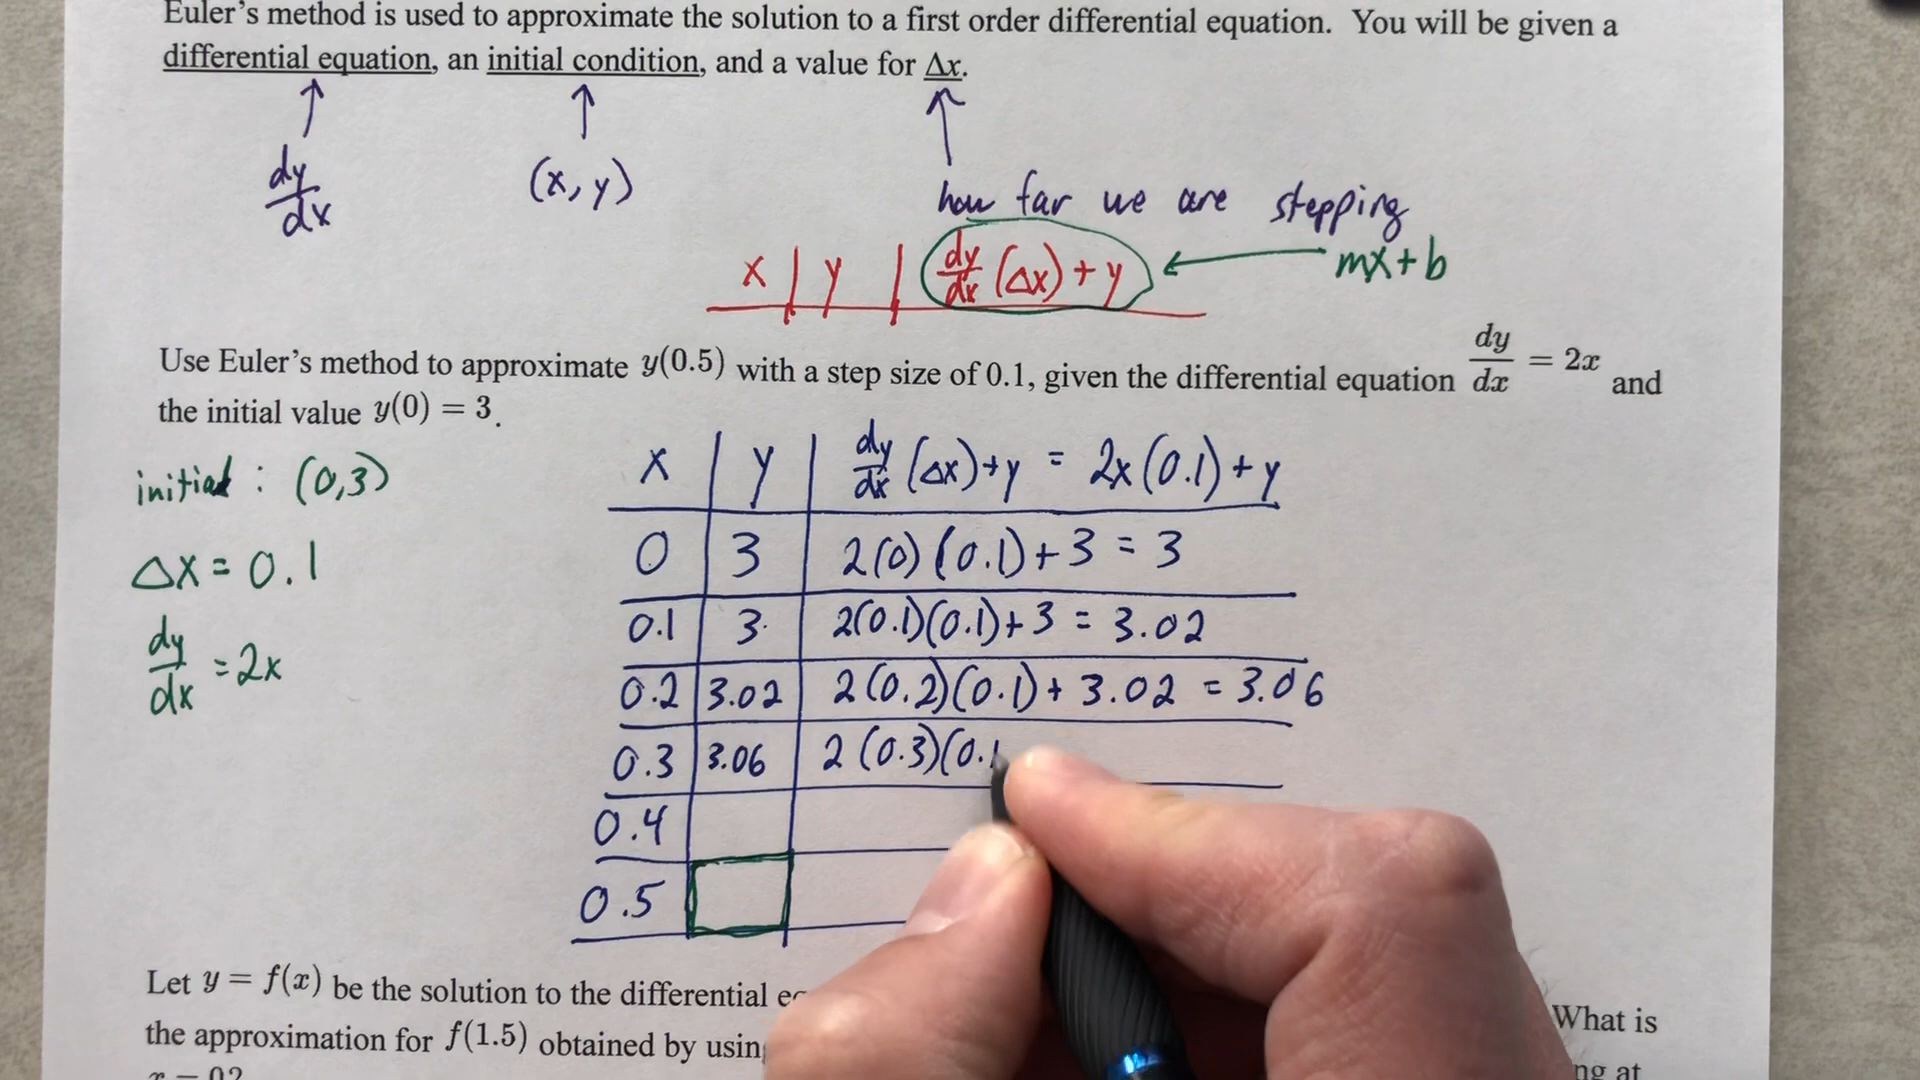 Euler’s method is used to approximate the solution to a first order differential equation. You will be given a
differential equation, an initial condition, and a value for Δx.
dy/dx
(x, y)
how far we are stepping
x | y | dy/dx (Δx) + y
mx+b
Use Euler’s method to approximate y(0.5) with a step size of 0.1, given the differential equation dy/dx = 2x and
the initial value y(0) = 3.
initial : (0,3)
Δx = 0.1
dy/dx = 2x
x | y | dy/dx (Δx)+y = 2x(0.1)+y
0 | 3 | 2(0)(0.1)+3 = 3
0.1 | 3. | 2(0.1)(0.1)+3 = 3.02
0.2 | 3.02 | 2(0.2)(0.1)+3.02 = 3.06
0.3 | 3.06 | 2(0.3)(0.1
0.4
0.5
Let y = f(x) be the solution to the differential What is
the approximation for f(1.5) obtained by ng at